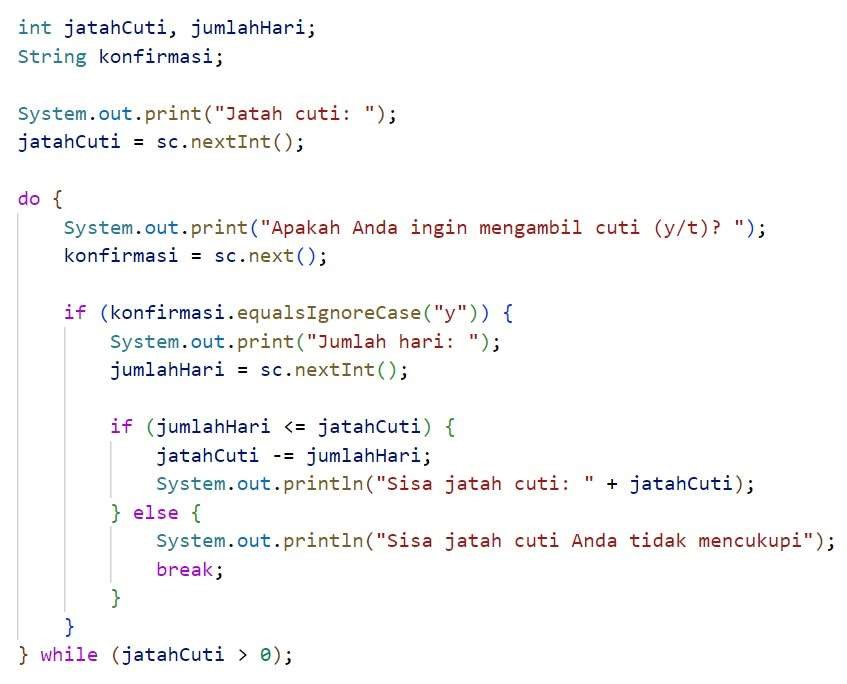 int jatahCuti, jumlahHari;
String konfirmasi;

System.out.print("Jatah cuti: ");
jatahCuti = sc.nextInt();

do {
    System.out.print("Apakah Anda ingin mengambil cuti (y/t)? ");
    konfirmasi = sc.next();

    if (konfirmasi.equalsIgnoreCase("y")) {
        System.out.print("Jumlah hari: ");
        jumlahHari = sc.nextInt();

        if (jumlahHari <= jatahCuti) {
            jatahCuti -= jumlahHari;
            System.out.println("Sisa jatah cuti: " + jatahCuti);
        } else {
            System.out.println("Sisa jatah cuti Anda tidak mencukupi");
            break;
        }
    }
} while (jatahCuti > 0);